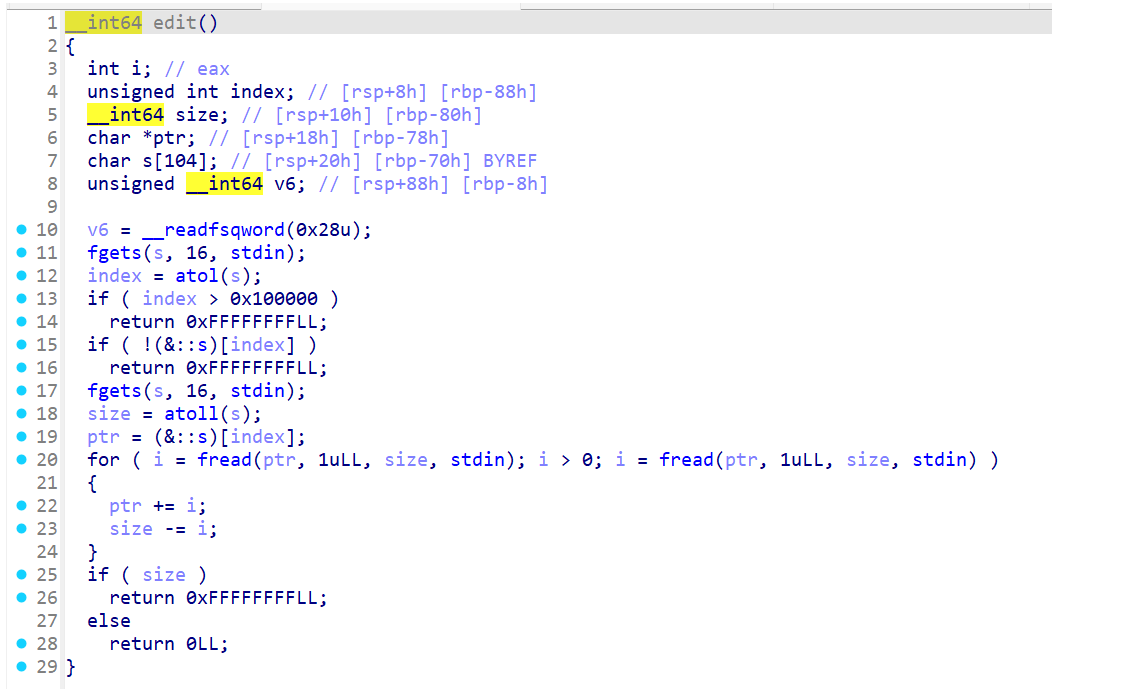 1 __int64 edit()
2 {
3 int i; // eax
4 unsigned int index; // [rsp+8h] [rbp-88h]
5 __int64 size; // [rsp+10h] [rbp-80h]
6 char *ptr; // [rsp+18h] [rbp-78h]
7 char s[104]; // [rsp+20h] [rbp-70h] BYREF
8 unsigned __int64 v6; // [rsp+88h] [rbp-8h]
9
10 v6 = __readfsqword(0x28u);
11 fgets(s, 16, stdin);
12 index = atol(s);
13 if ( index > 0x100000 )
14 return 0xFFFFFFFFLL;
15 if ( !(&::s)[index] )
16 return 0xFFFFFFFFLL;
17 fgets(s, 16, stdin);
18 size = atoll(s);
19 ptr = (&::s)[index];
20 for ( i = fread(ptr, 1uLL, size, stdin); i > 0; i = fread(ptr, 1uLL, size, stdin) )
21 {
22 ptr += i;
23 size -= i;
24 }
25 if ( size )
26 return 0xFFFFFFFFLL;
27 else
28 return 0LL;
29 }